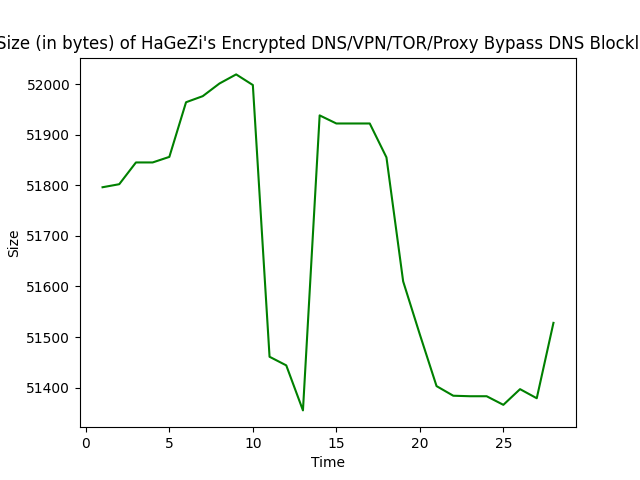 Size (in bytes) of HaGeZi's Encrypted DNS/VPN/TOR/Proxy Bypass DNS Blockl
52000
51900
51800
51700
51600
51500
51400
Size
0 5 10 15 20 25
Time